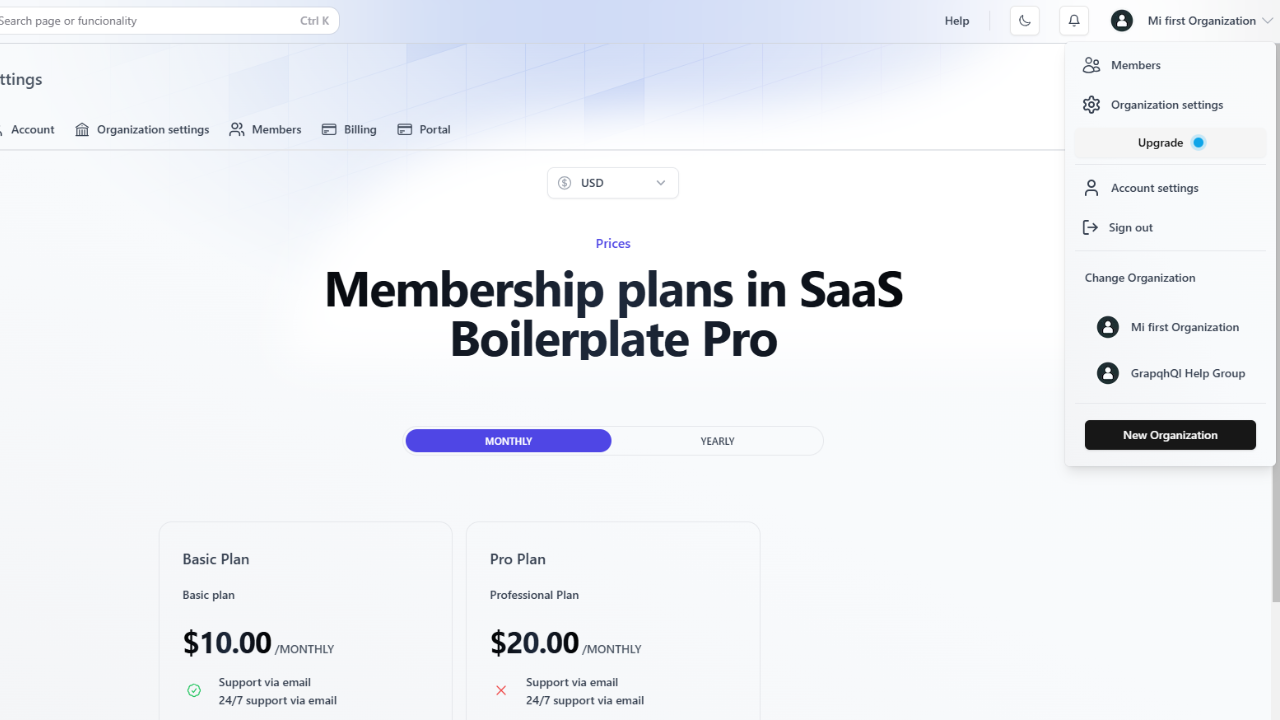 Search page or funcionality
Ctrl K
Help
Mi first Organization
ttings
Account
Organization settings
Members
Billing
Portal
USD
Prices
Membership plans in SaaS
Boilerplate Pro
MONTHLY
YEARLY
Basic Plan
Basic plan
$10.00 /MONTHLY
Support via email
24/7 support via email
Pro Plan
Professional Plan
$20.00 /MONTHLY
Support via email
24/7 support via email
Members
Organization settings
Upgrade
Account settings
Sign out
Change Organization
Mi first Organization
GrapqhQl Help Group
New Organization